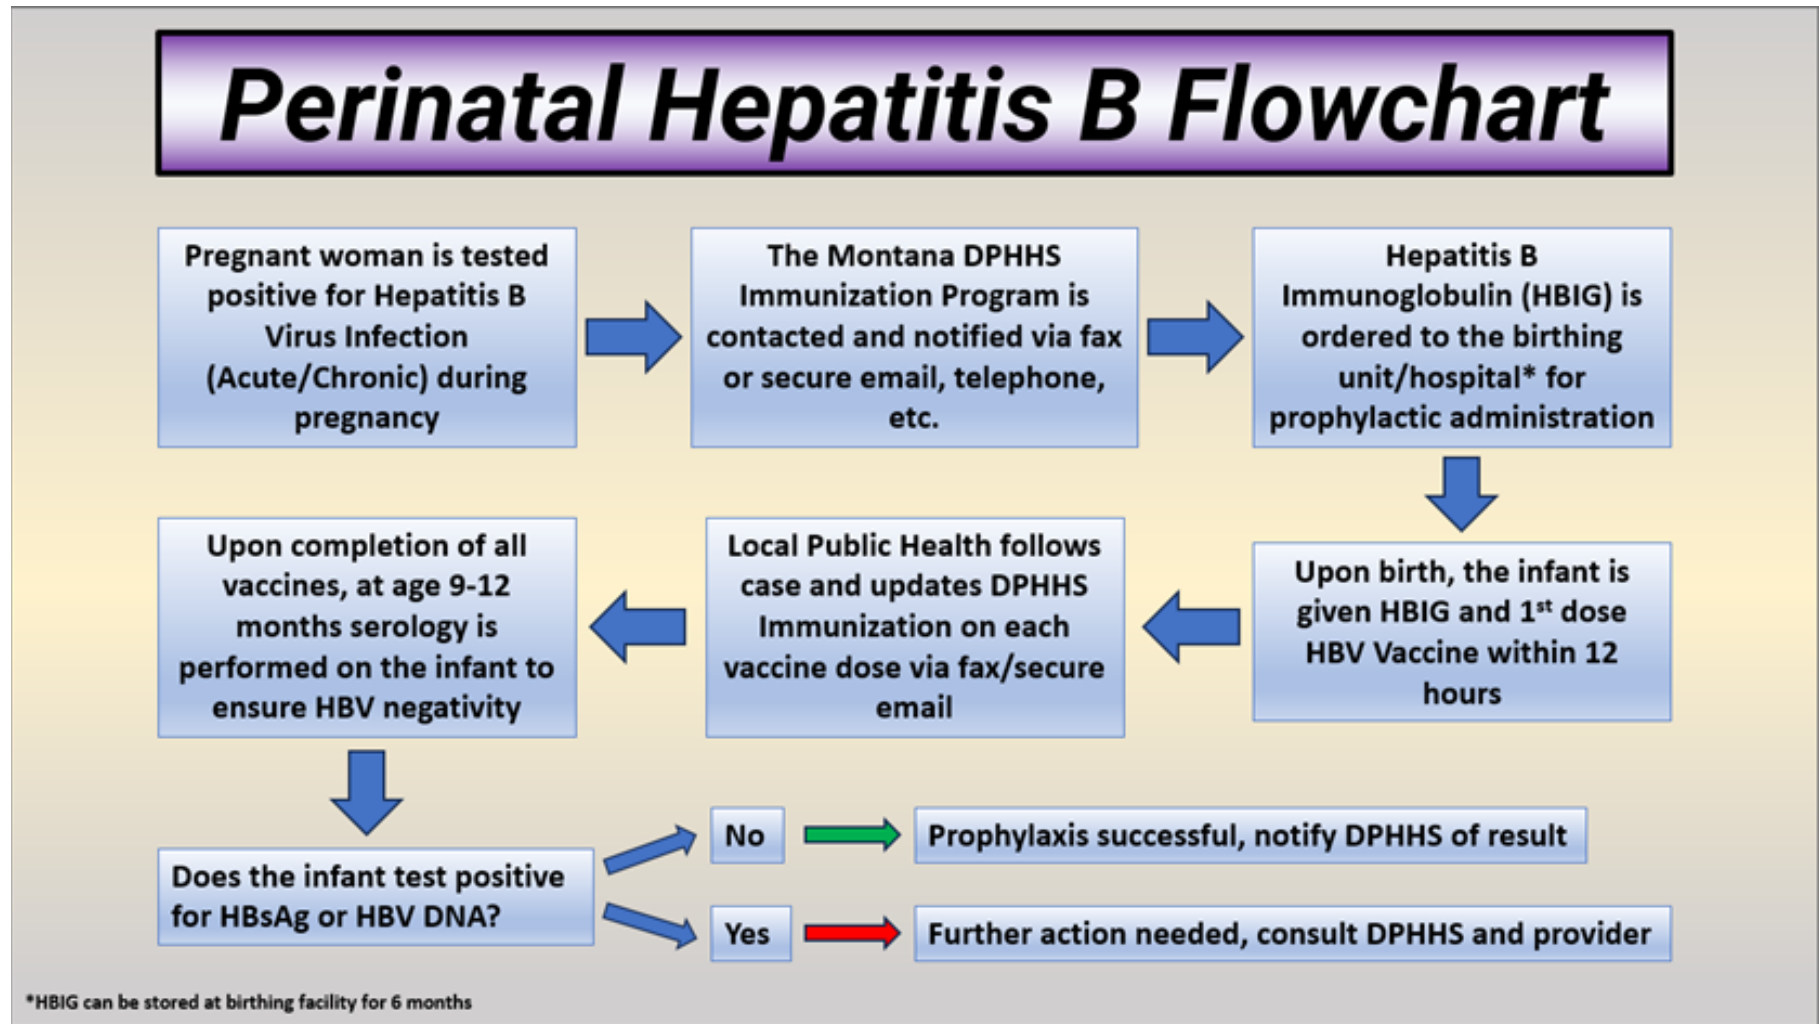 Perinatal Hepatitis B Flowchart
Pregnant woman is tested
positive for Hepatitis B
Virus Infection
(Acute/Chronic) during
pregnancy
The Montana DPHHS
Immunization Program is
contacted and notified via fax
or secure email, telephone,
etc.
Hepatitis B
Immunoglobulin (HBIG) is
ordered to the birthing
unit/hospital* for
prophylactic administration
Upon birth, the infant is
given HBIG and 1st dose
HBV Vaccine within 12
hours
Local Public Health follows
case and updates DPHHS
Immunization on each
vaccine dose via fax/secure
email
Upon completion of all
vaccines, at age 9-12
months serology is
performed on the infant to
ensure HBV negativity
Does the infant test positive
for HBsAg or HBV DNA?
No
Prophylaxis successful, notify DPHHS of result
Yes
Further action needed, consult DPHHS and provider
*HBIG can be stored at birthing facility for 6 months